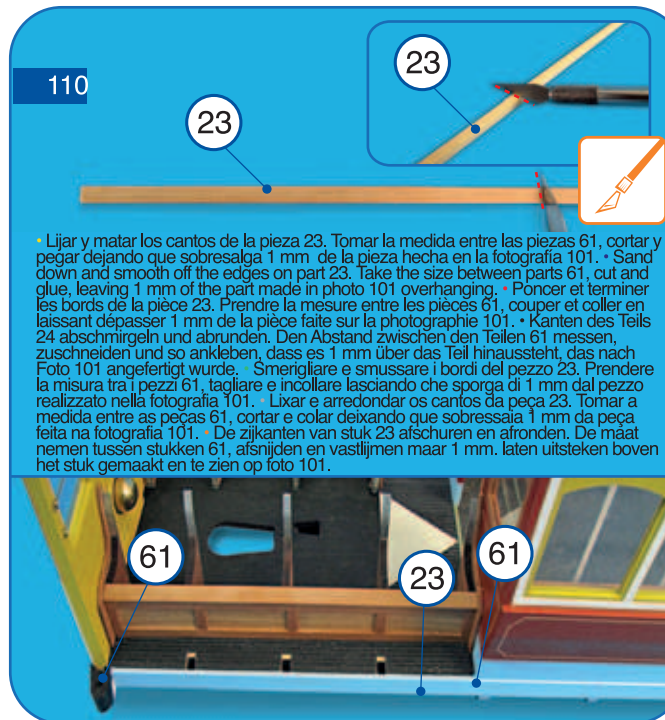 23
110
23
• Lijar y matar los cantos de la pieza 23. Tomar la medida entre las piezas 61, cortar y
pegar dejando que sobresalga 1 mm de la pieza hecha en la fotografía 101. • Sand
down and smooth off the edges on part 23. Take the size between parts 61, cut and
glue, leaving 1 mm of the part made in photo 101 overhanging. • Poncer et terminer
les bords de la pièce 23. Prendre la mesure entre les pièces 61, couper et coller en
laissant dépasser 1 mm de la pièce faite sur la photographie 101. • Kanten des Teils
24 abschmirgeln und abrunden. Den Abstand zwischen den Teilen 61 messen,
zuschneiden und so ankleben, dass es 1 mm über das Teil hinaussteht, das nach
Foto 101 angefertigt wurde. • Smerigliare e smussare i bordi del pezzo 23. Prendere
la misura tra i pezzi 61, tagliare e incollare lasciando che sporga di 1 mm dal pezzo
realizzato nella fotografia 101. • Lixar e arredondar os cantos da peça 23. Tomar a
medida entre as peças 61, cortar e colar deixando que sobressaia 1 mm da peça
feita na fotografia 101. • De zijkanten van stuk 23 afschuren en afronden. De maat
nemen tussen stukken 61, afsnijden en vastlijmen maar 1 mm. laten uitsteken boven
het stuk gemaakt en te zien op foto 101.
61
23
61